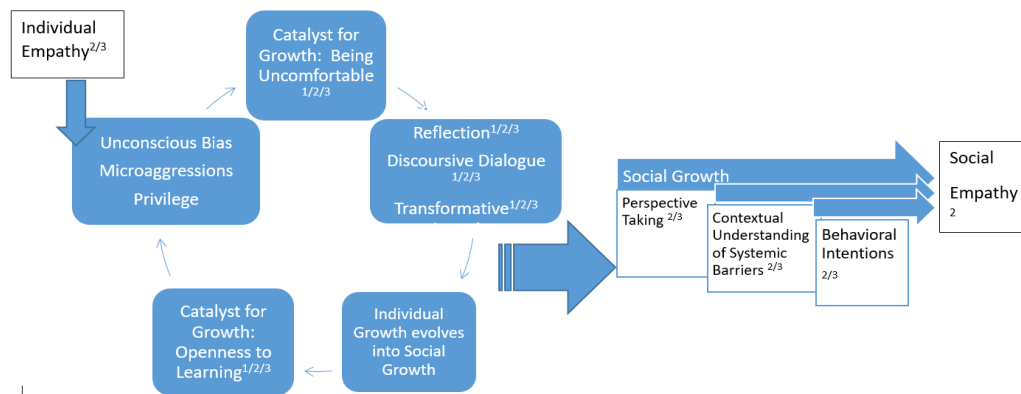 Individual
Empathy2/3
Catalyst for
Growth: Being
Uncomfortable
1/2/3
Unconscious Bias
Microaggressions
Privilege
Reflection1/2/3
Discoursive Dialogue
1/2/3
Transformative1/2/3
Individual
Growth evolves
into Social
Growth
Catalyst for
Growth:
Openness to
Learning1/2/3
Social Growth
Perspective
Taking 2/3
Contextual
Understanding
of Systemic
Barriers 2/3
Behavioral
Intentions
2/3
Social
Empathy
2